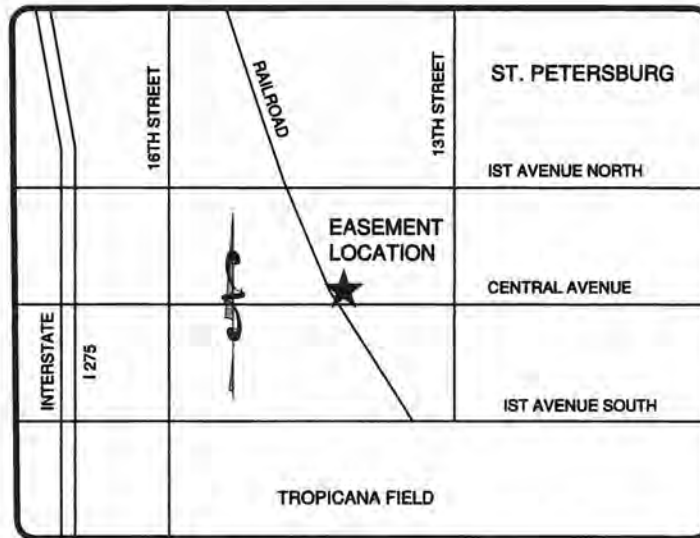 ST. PETERSBURG
16TH STREET
RAILROAD
13TH STREET
IST AVENUE NORTH
EASEMENT
LOCATION
CENTRAL AVENUE
INTERSTATE
I 275
IST AVENUE SOUTH
TROPICANA FIELD